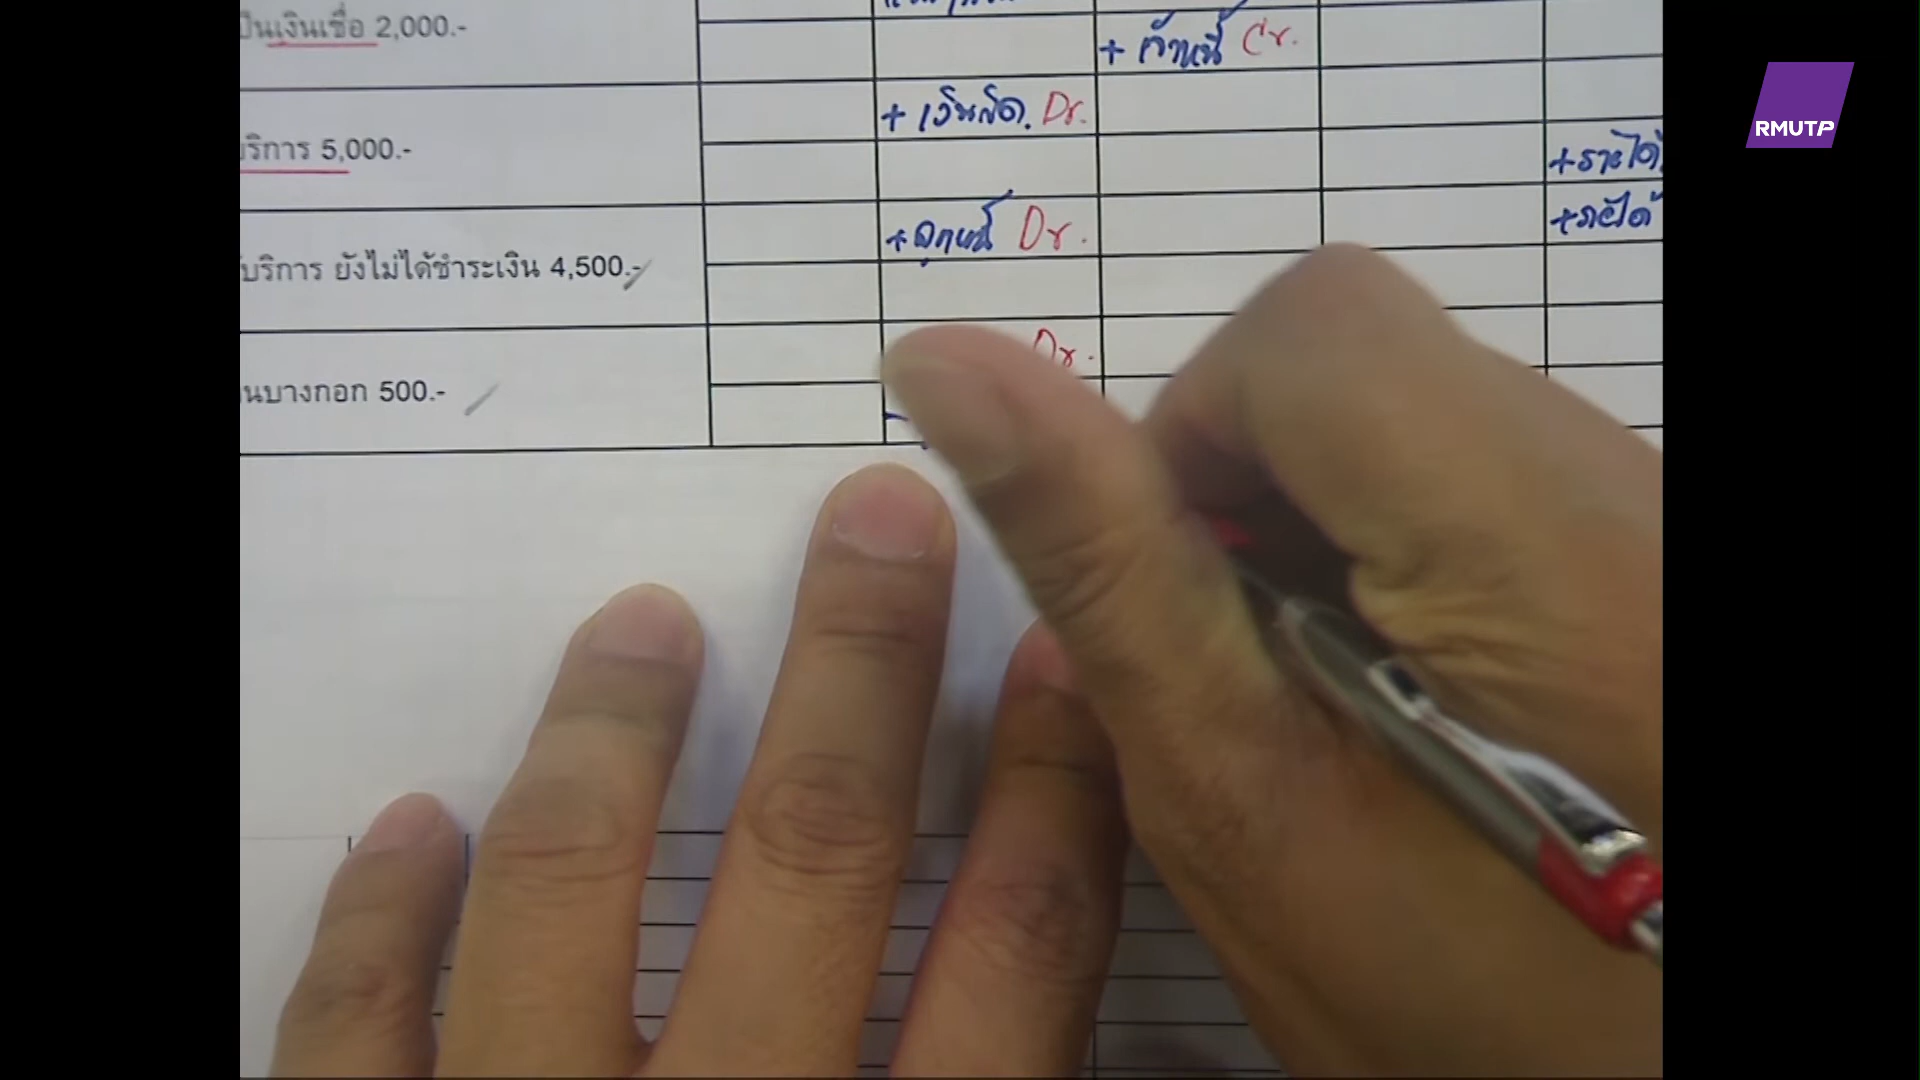 เป็นเงินเชื่อ 2,000.-
+ เจ้าหนี้ Cr.
+ เงินสด. Dr.
บริการ 5,000.-
+รายได้
+ลูกหนี้ Dr.
+รายได้
บริการ ยังไม่ได้ชำระเงิน 4,500.-
Dr.
นบางกอก 500.-
RMUTP